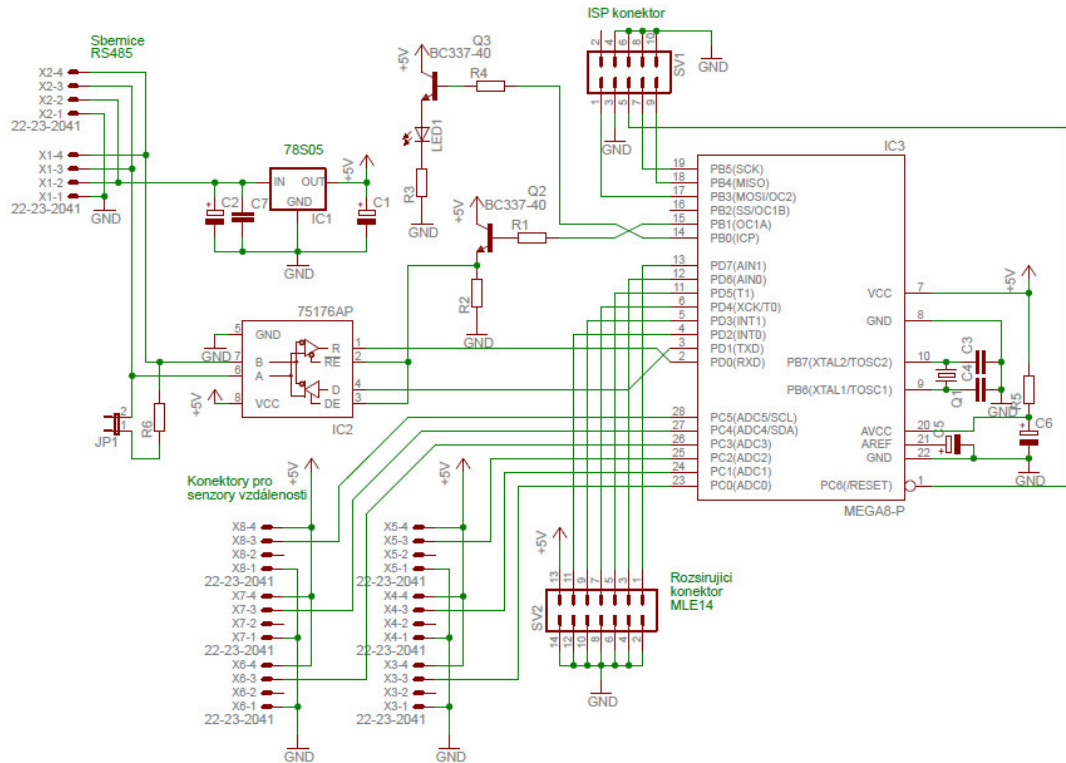 ISP konektor
Sbernice
RS485
X2-4
X2-3
X2-2
X2-1
22-23-2041
X1-4
X1-3
X1-2
X1-1
22-23-2041
GND
78S05
IN
OUT
GND
IC1
+5V
C2
C7
C1
GND
Q3
BC337-40
+5V
R4
LED1
R3
GND
Q2
BC337-40
+5V
R1
R2
GND
2
4
6
8
10
SV1
1
3
5
7
9
GND
GND
IC3
19
PB5(SCK)
18
PB4(MISO)
17
PB3(MOSI/OC2)
16
PB2(SS/OC1B)
15
PB1(OC1A)
14
PB0(ICP)
13
PD7(AIN1)
12
PD6(AIN0)
11
PD5(T1)
6
PD4(XCK/T0)
5
PD3(INT1)
4
PD2(INT0)
3
PD1(TXD)
2
PD0(RXD)
28
PC5(ADC5/SCL)
27
PC4(ADC4/SDA)
26
PC3(ADC3)
25
PC2(ADC2)
24
PC1(ADC1)
23
PC0(ADC0)
VCC
7
GND
8
PB7(XTAL2/TOSC2)
10
PB6(XTAL1/TOSC1)
9
AVCC
20
AREF
21
GND
22
PC6(/RESET)
1
MEGA8-P
+5V
C3
C4
Q1
GND
R5
C5
C6
GND
75176AP
5
GND
7
B
6
A
8
VCC
R
1
RE
2
D
4
DE
3
IC2
GND
+5V
2
1
JP1
R6
Konektory pro
senzory vzdálenosti
+5V
X8-4
X8-3
X8-2
X8-1
22-23-2041
X7-4
X7-3
X7-2
X7-1
22-23-2041
X6-4
X6-3
X6-2
X6-1
22-23-2041
GND
+5V
X5-4
X5-3
X5-2
X5-1
22-23-2041
X4-4
X4-3
X4-2
X4-1
22-23-2041
X3-4
X3-3
X3-2
X3-1
22-23-2041
GND
+5V
13
11
9
7
5
3
1
SV2
14
12
10
8
6
4
2
GND
Rozsirujici
konektor
MLE14